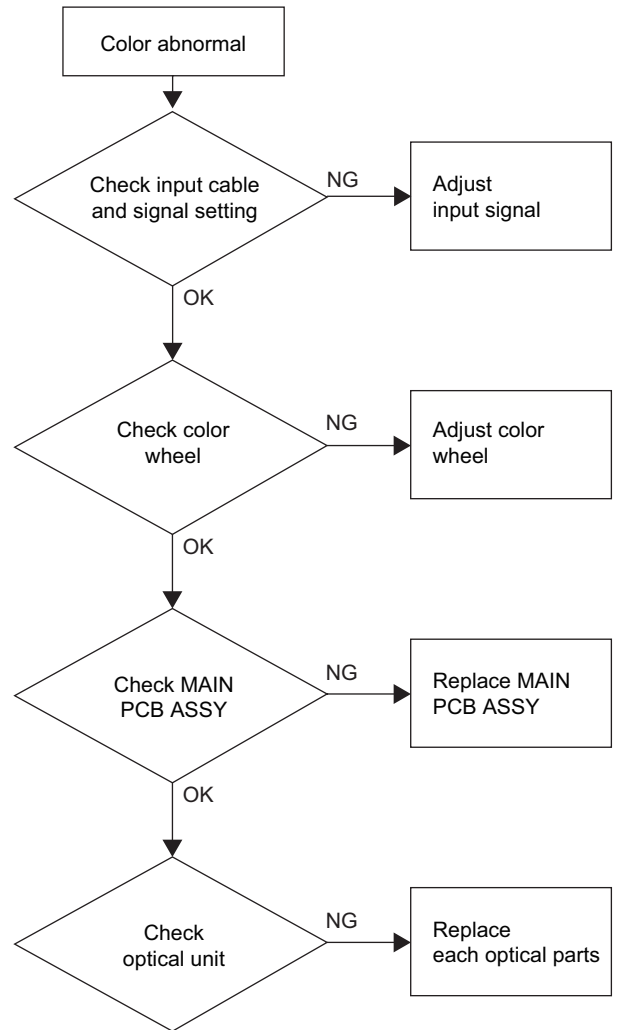 Color abnormal
Check input cable
and signal setting
NG
Adjust
input signal
OK
Check color
wheel
NG
Adjust color
wheel
OK
Check MAIN
PCB ASSY
NG
Replace MAIN
PCB ASSY
OK
Check
optical unit
NG
Replace
each optical parts